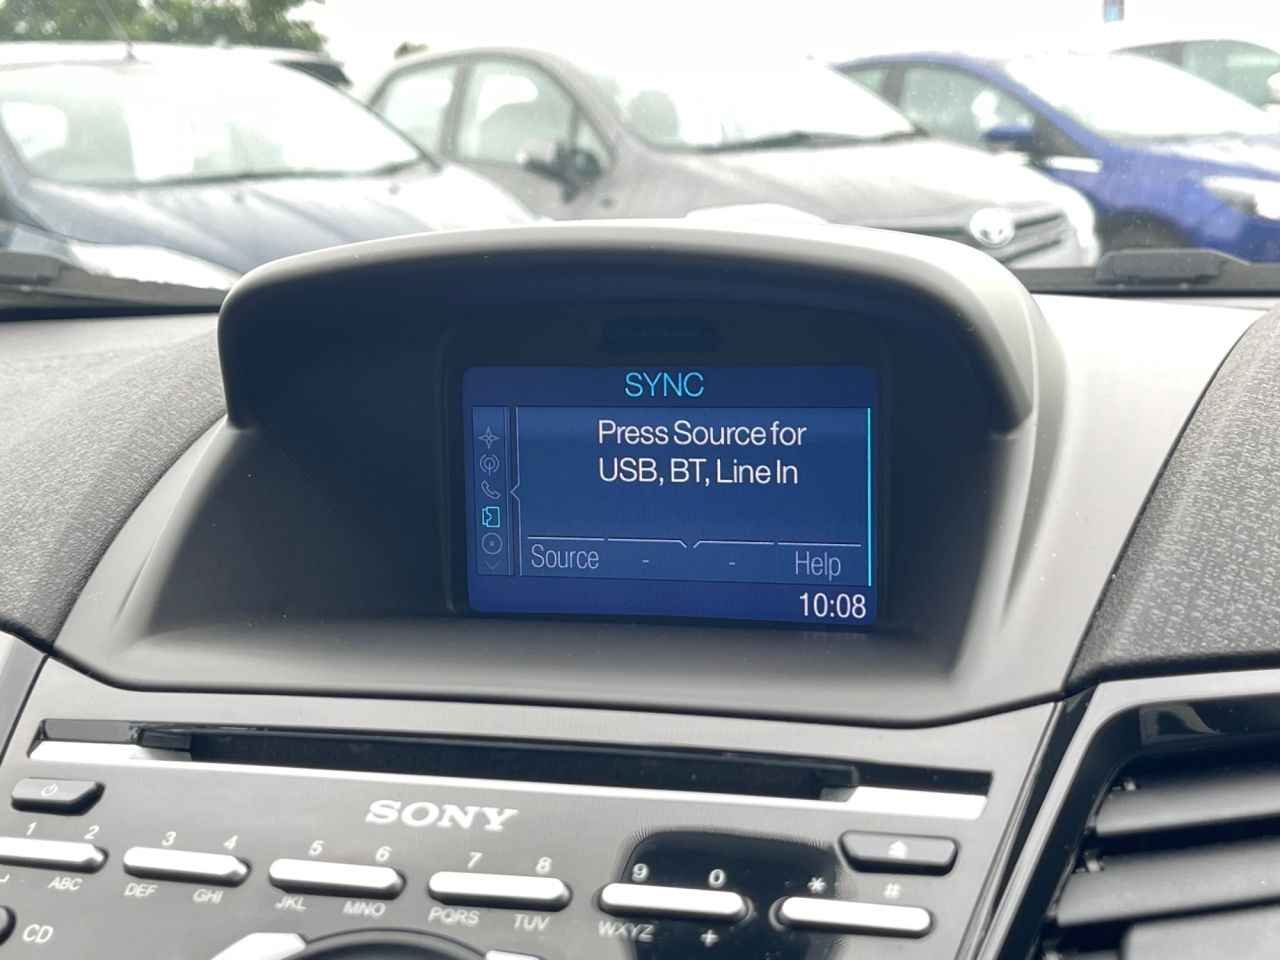 SYNC
Press Source for
USB, BT, Line In
Source - - Help
10:08
SONY
1 2 3 4 5 6 7 8 9 0 * #
ABC DEF GHI JKL MNO PQRS TUV WXYZ +
CD